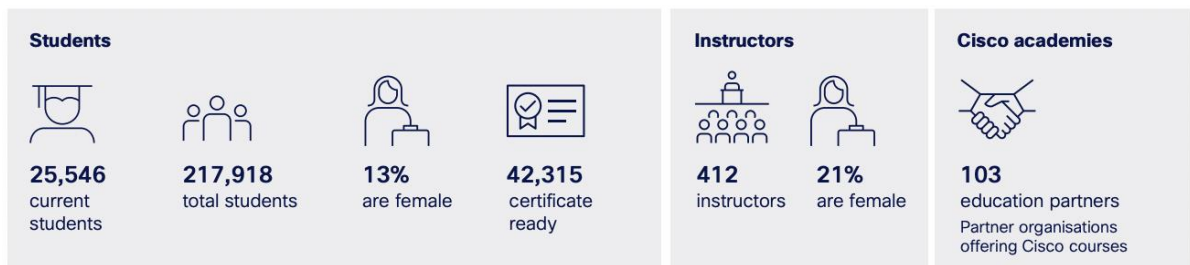 Students
25,546
current
students
217,918
total students
13%
are female
42,315
certificate
ready
Instructors
412
instructors
21%
are female
Cisco academies
103
education partners
Partner organisations
offering Cisco courses